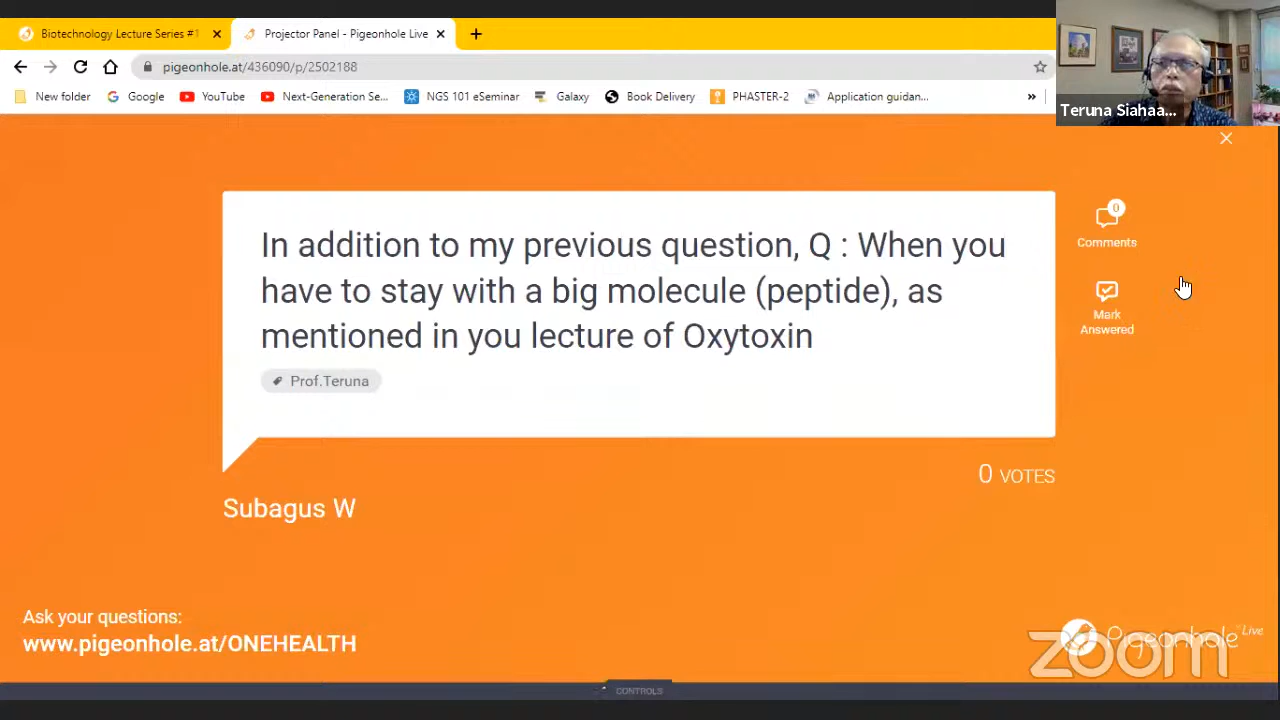 Biotechnology Lecture Series #1
Projector Panel - Pigeonhole Live
pigeonhole.at/436090/p/2502188
New folder
Google
YouTube
Next-Generation Se...
NGS 101 eSeminar
Galaxy
Book Delivery
PHASTER-2
Application guidan...
»
Teruna Siahaa...
0
Comments
Mark
Answered
In addition to my previous question, Q : When you
have to stay with a big molecule (peptide), as
mentioned in you lecture of Oxytoxin
Prof.Teruna
0 VOTES
Subagus W
Ask your questions:
www.pigeonhole.at/ONEHEALTH
Pigeonhole Live
zoom
CONTROLS